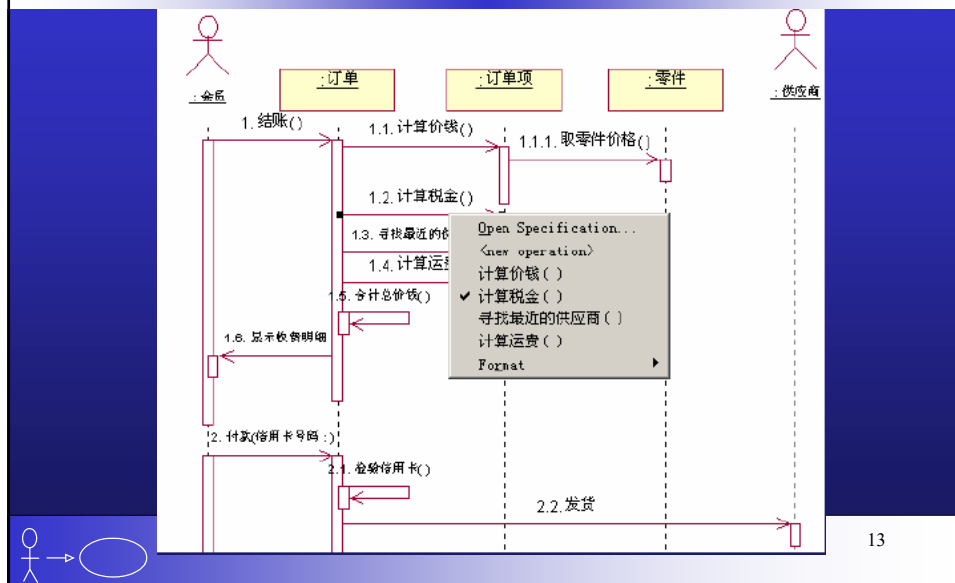 : 会员
: 订单
: 订单项
: 零件
: 供应商
1. 结账( )
1.1. 计算价钱( )
1.1.1. 取零件价格( )
1.2. 计算税金( )
1.3. 寻找最近的
1.4. 计算运
1.5. 合计总价钱( )
1.6. 显示收费明细
Open Specification...
<new operation>
计算价钱( )
✔ 计算税金( )
寻找最近的供应商( )
计算运费( )
Format
2. 付款(信用卡号码 : )
2.1. 检验信用卡( )
2.2. 发货
13